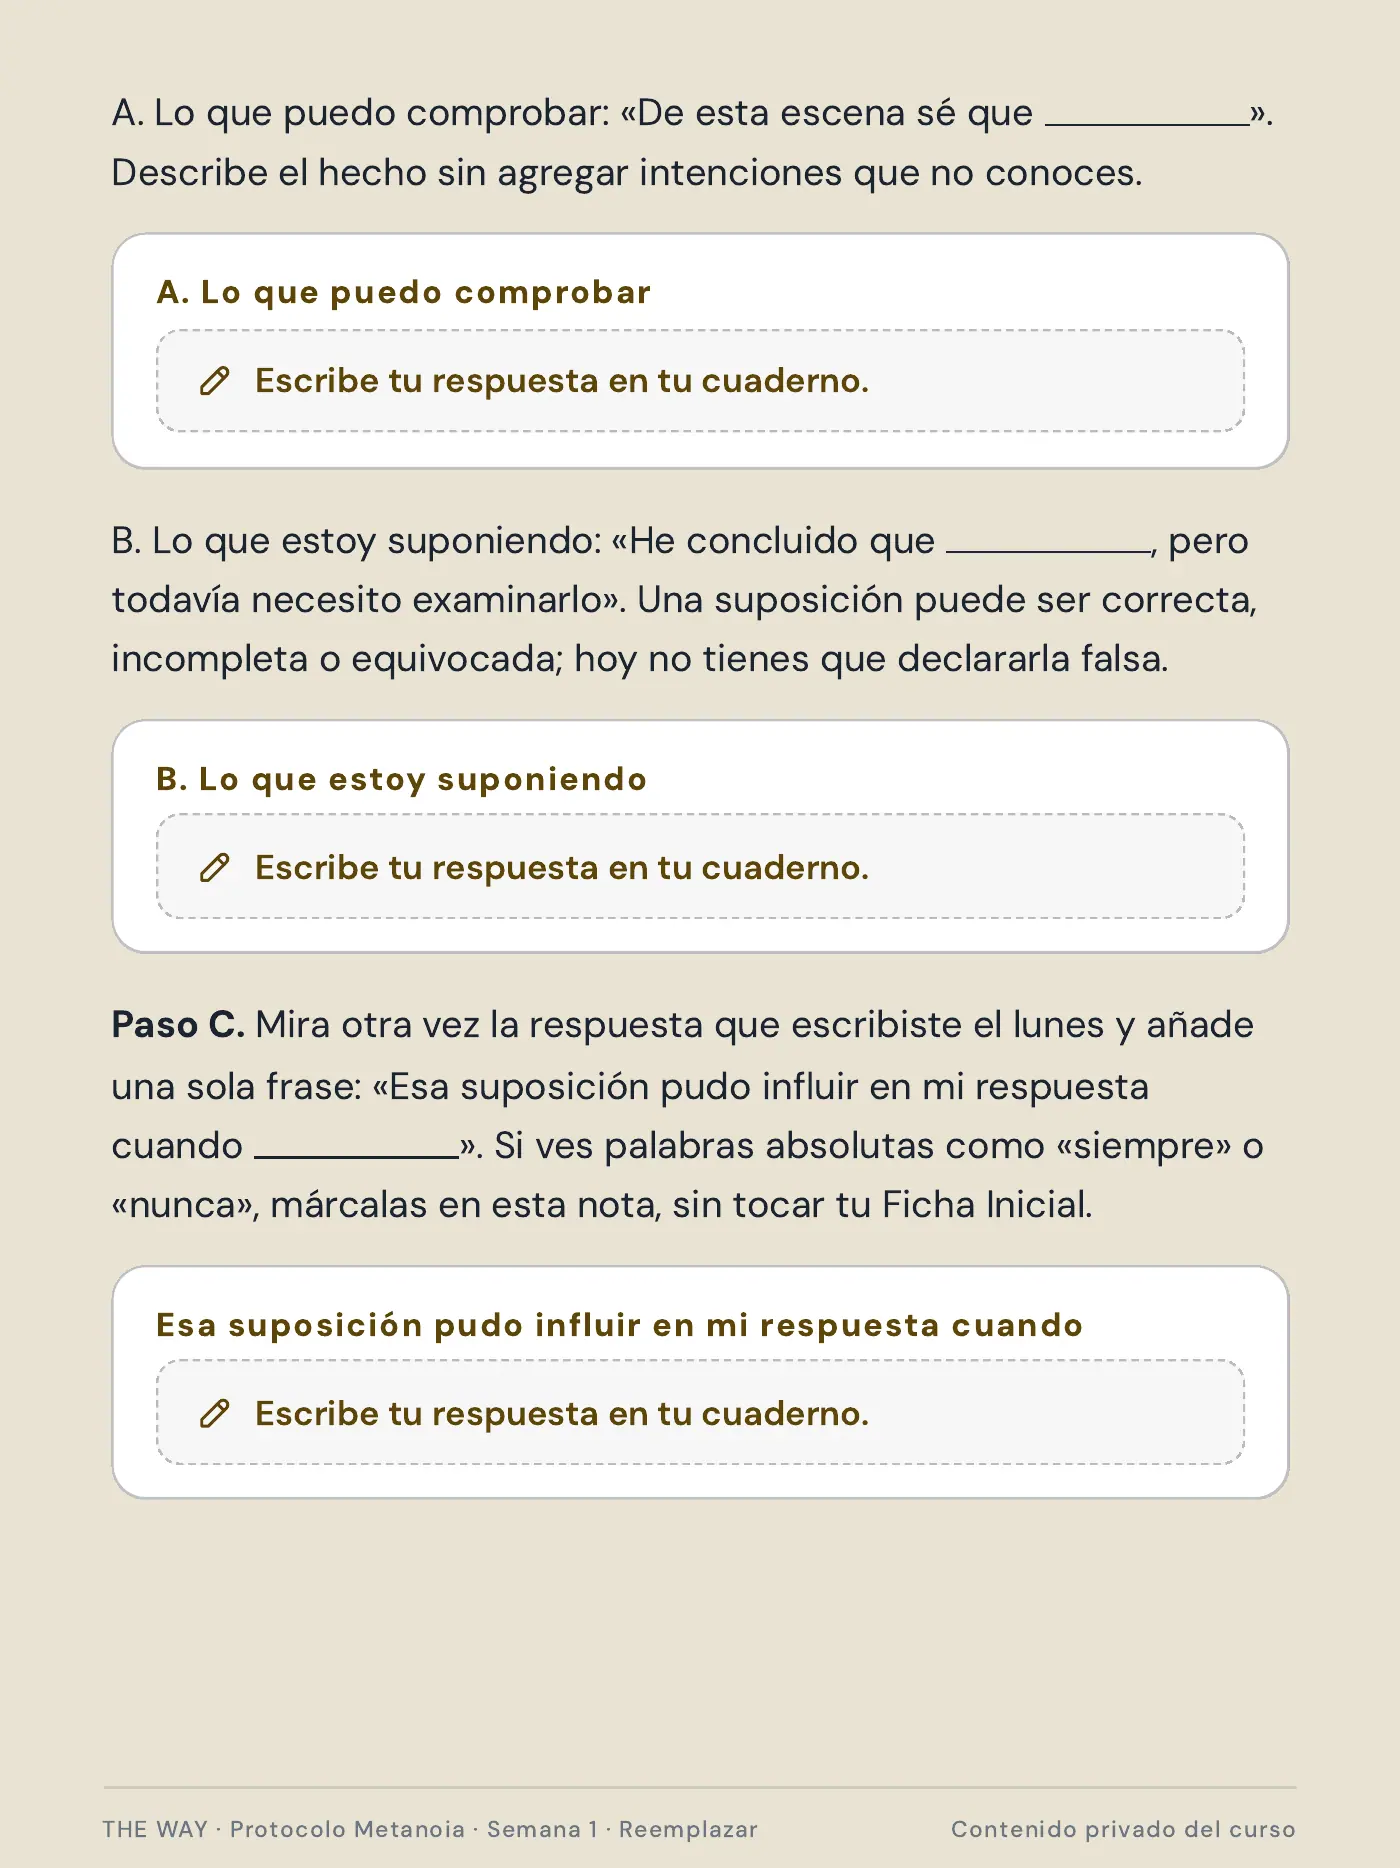 A. Lo que puedo comprobar: «De esta escena sé que __________».
Describe el hecho sin agregar intenciones que no conoces.
A. Lo que puedo comprobar
Escribe tu respuesta en tu cuaderno.
B. Lo que estoy suponiendo: «He concluido que __________, pero
todavía necesito examinarlo». Una suposición puede ser correcta,
incompleta o equivocada; hoy no tienes que declararla falsa.
B. Lo que estoy suponiendo
Escribe tu respuesta en tu cuaderno.
Paso C. Mira otra vez la respuesta que escribiste el lunes y añade
una sola frase: «Esa suposición pudo influir en mi respuesta
cuando __________». Si ves palabras absolutas como «siempre» o
«nunca», márcalas en esta nota, sin tocar tu Ficha Inicial.
Esa suposición pudo influir en mi respuesta cuando
Escribe tu respuesta en tu cuaderno.
THE WAY · Protocolo Metanoia · Semana 1 · Reemplazar
Contenido privado del curso